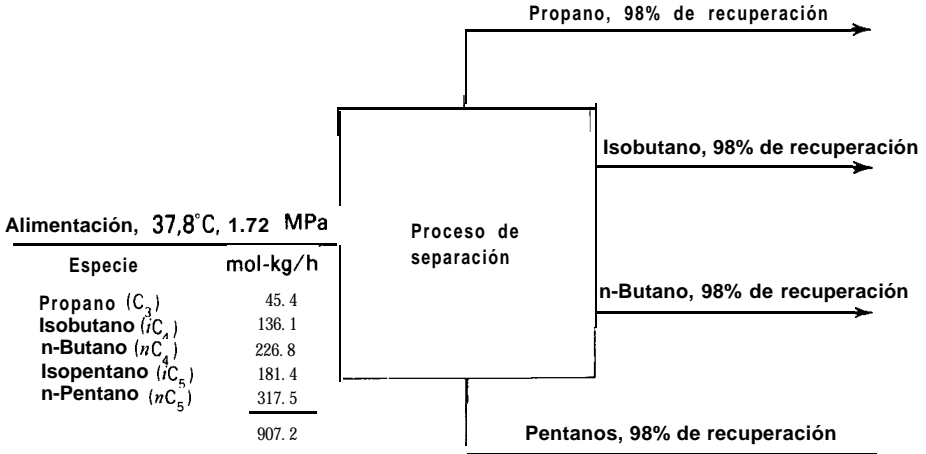 Propano, 98% de recuperación
Isobutano, 98% de recuperación
Alimentación, 37,8°C, 1.72 MPa
Proceso de
separación
Especie mol-kg/h
n-Butano, 98% de recuperación
Propano (C3) 45.4
Isobutano (iC4) 136.1
n-Butano (nC4) 226.8
Isopentano (iC5) 181.4
n-Pentano (nC5) 317.5
907.2
Pentanos, 98% de recuperación